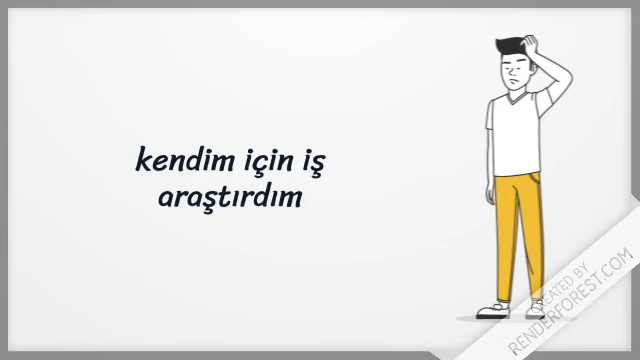 kendim için iş
araştırdım
CREATED BY
RENDERFOREST.COM